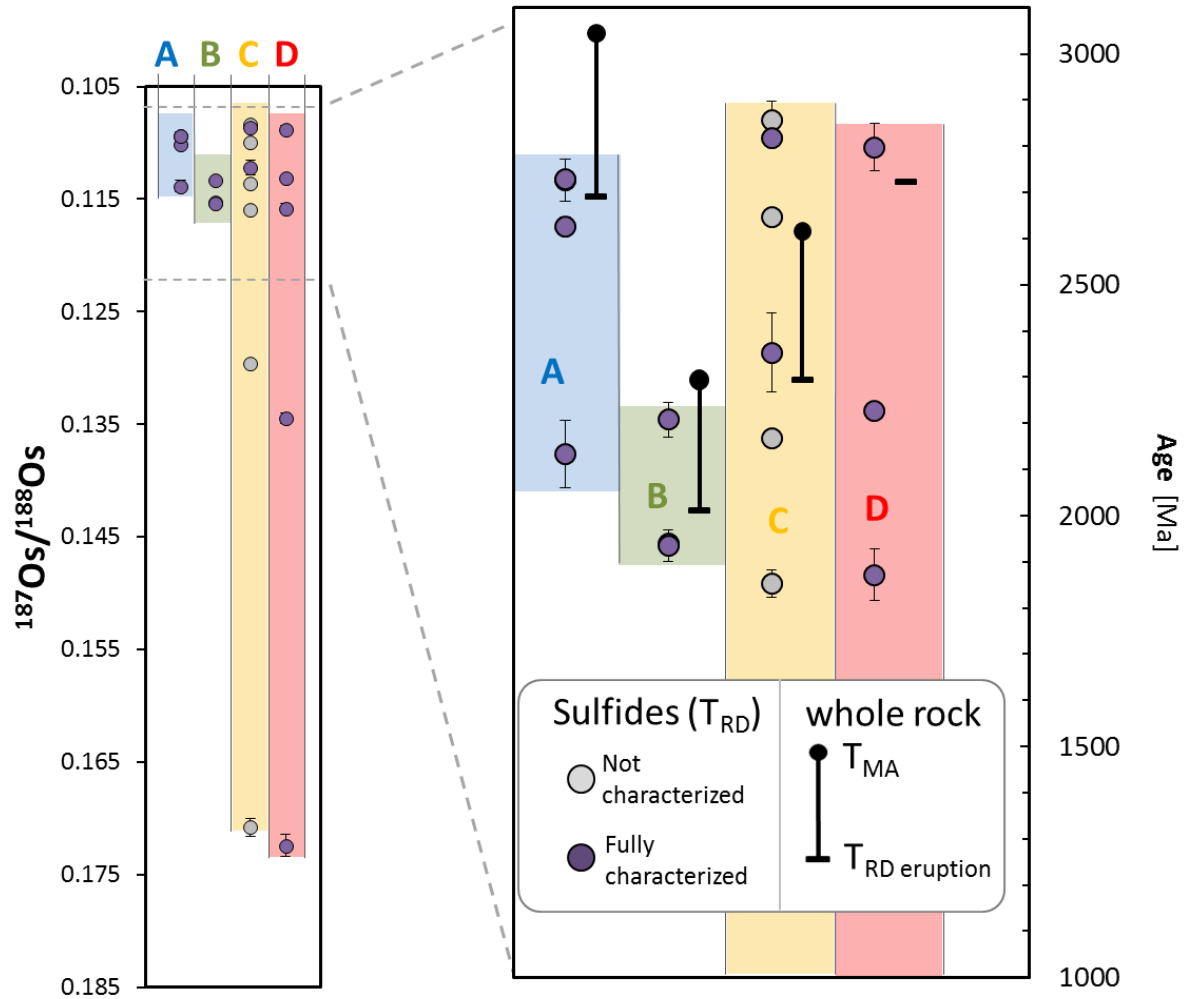 A B C D
0.105
0.115
0.125
0.135
0.145
0.155
0.165
0.175
0.185
187Os/188Os
A
B
C
D
3000
2500
2000
1500
1000
Age [Ma]
Sulfides (TRD)
Not
characterized
Fully
characterized
whole rock
TMA
TRD eruption